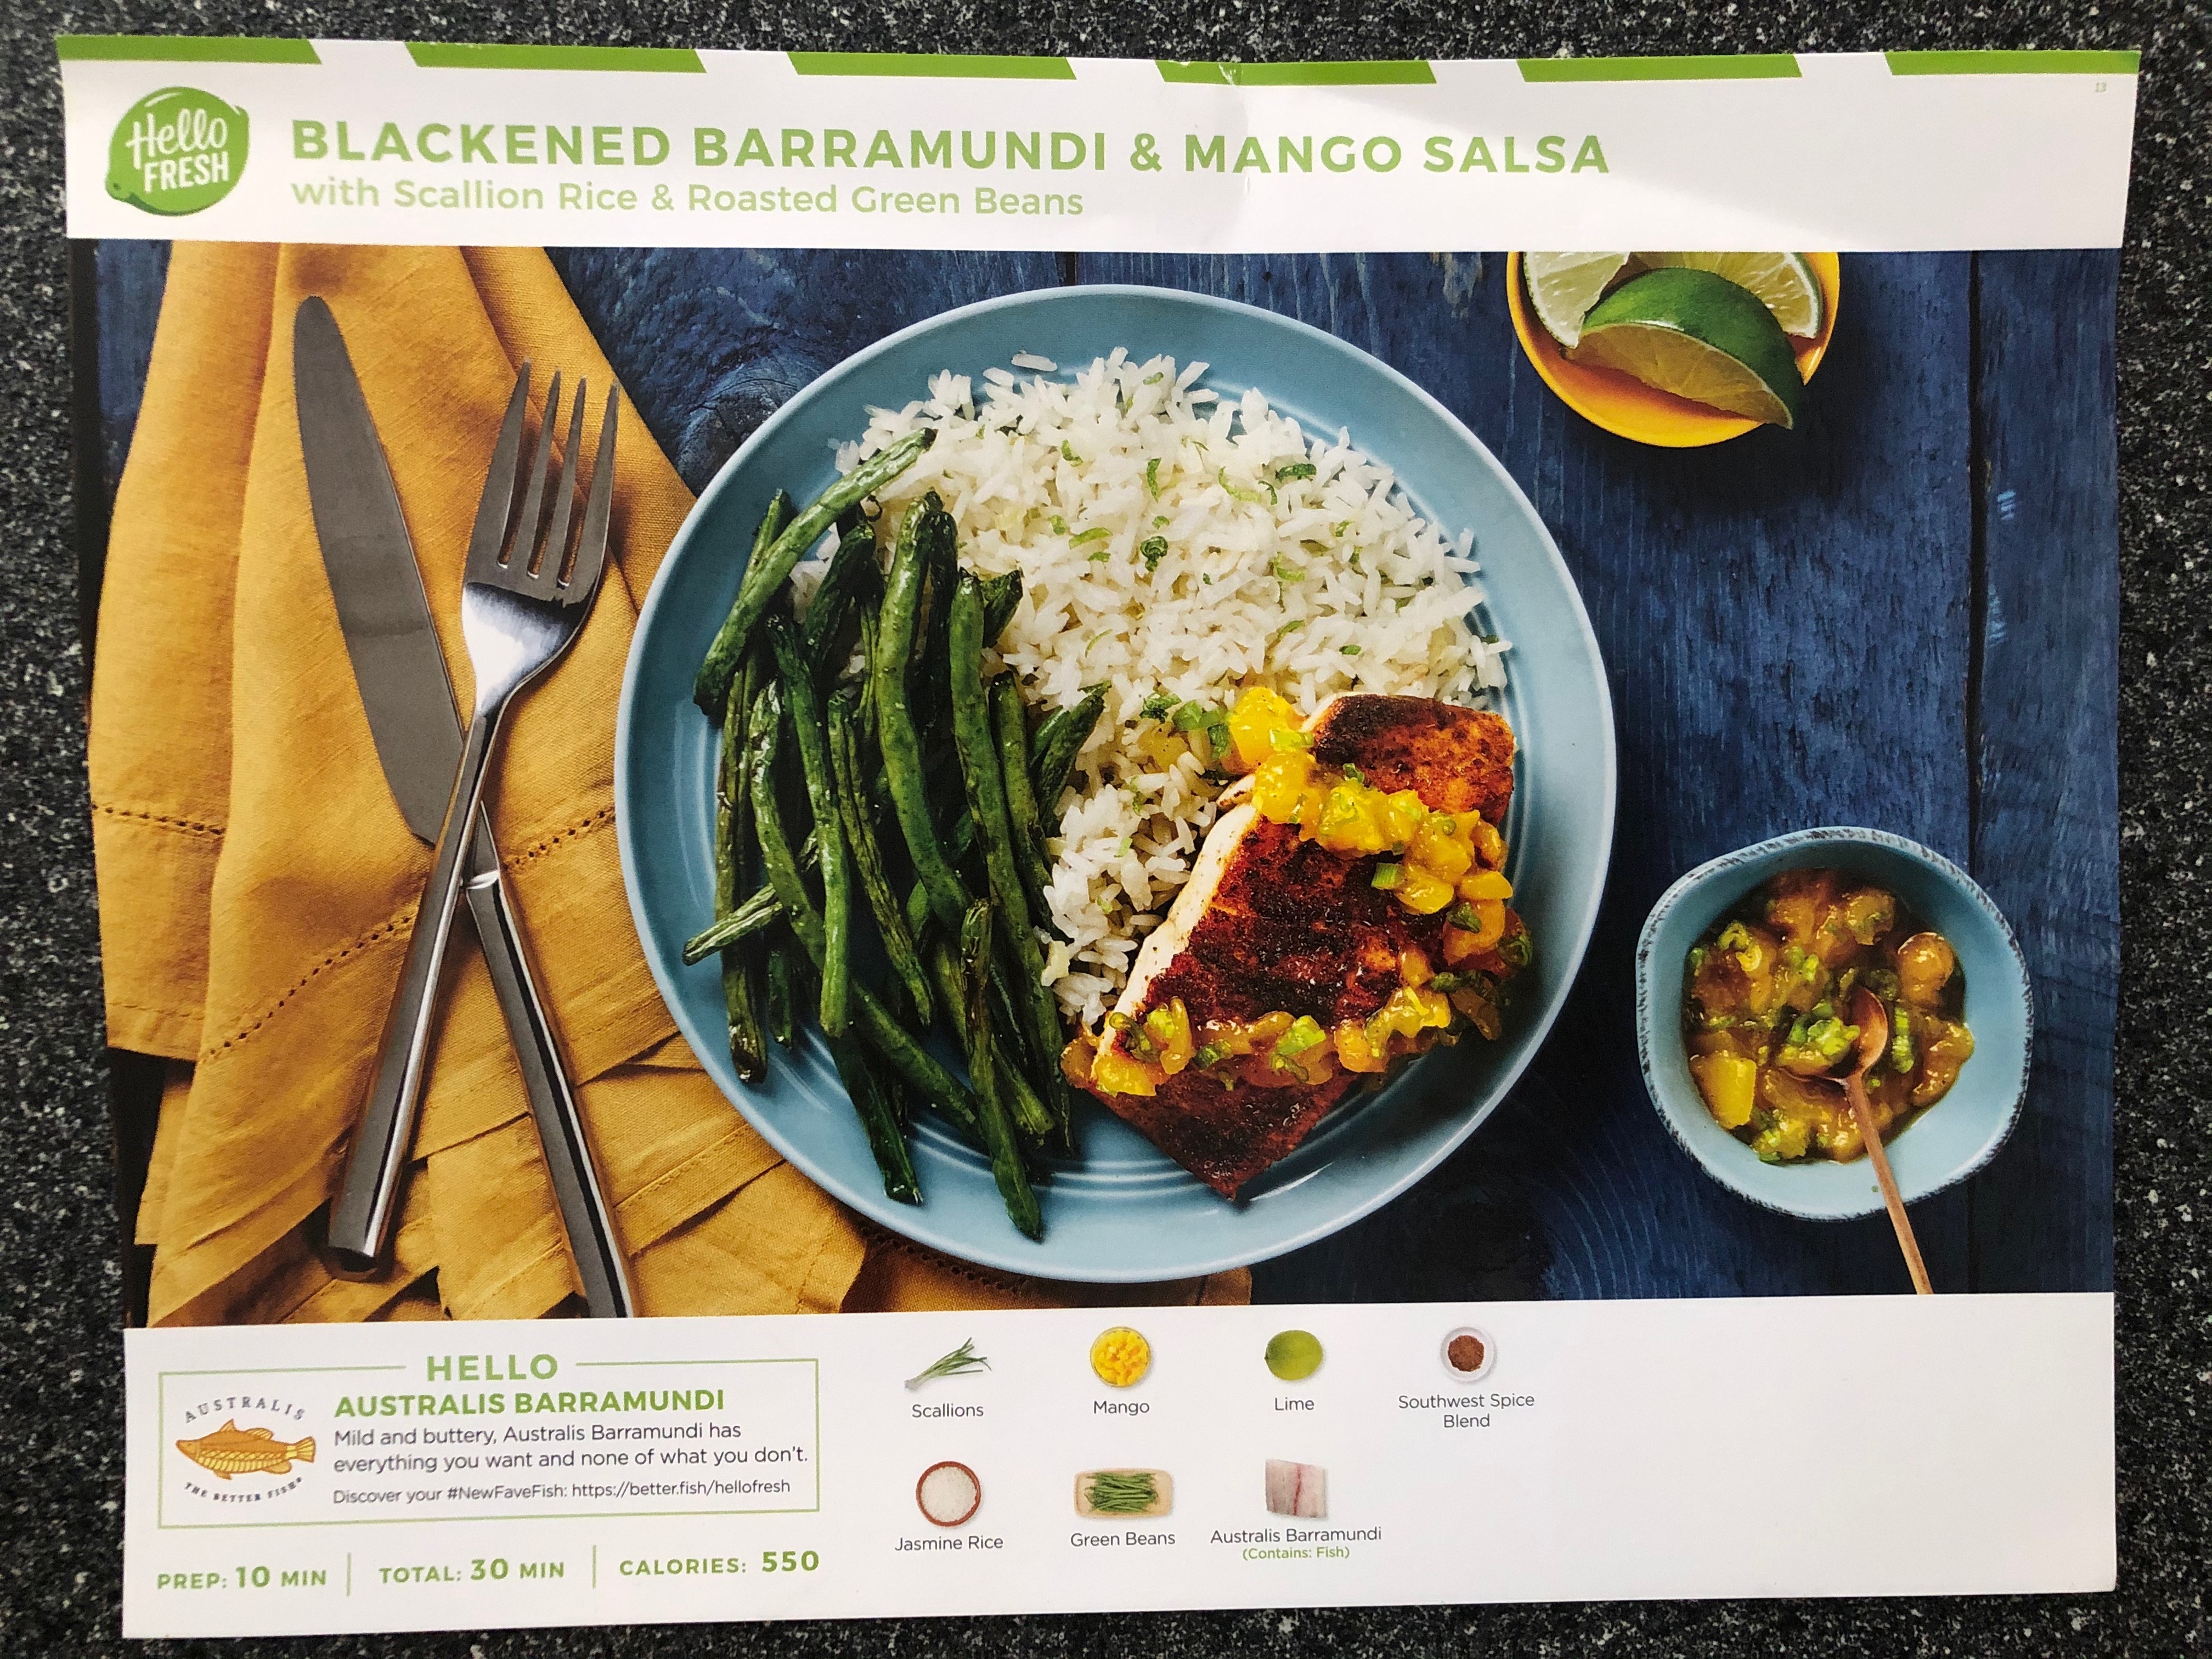 13
Hello
FRESH
BLACKENED BARRAMUNDI & MANGO SALSA
with Scallion Rice & Roasted Green Beans
HELLO
AUSTRALIS BARRAMUNDI
AUSTRALIS
THE BETTER FISH®
Mild and buttery, Australis Barramundi has
everything you want and none of what you don't.
Discover your #NewFaveFish: https://better.fish/hellofresh
PREP: 10 MIN
TOTAL: 30 MIN
CALORIES: 550
Scallions
Mango
Lime
Southwest Spice
Blend
Jasmine Rice
Green Beans
Australis Barramundi
(Contains: Fish)